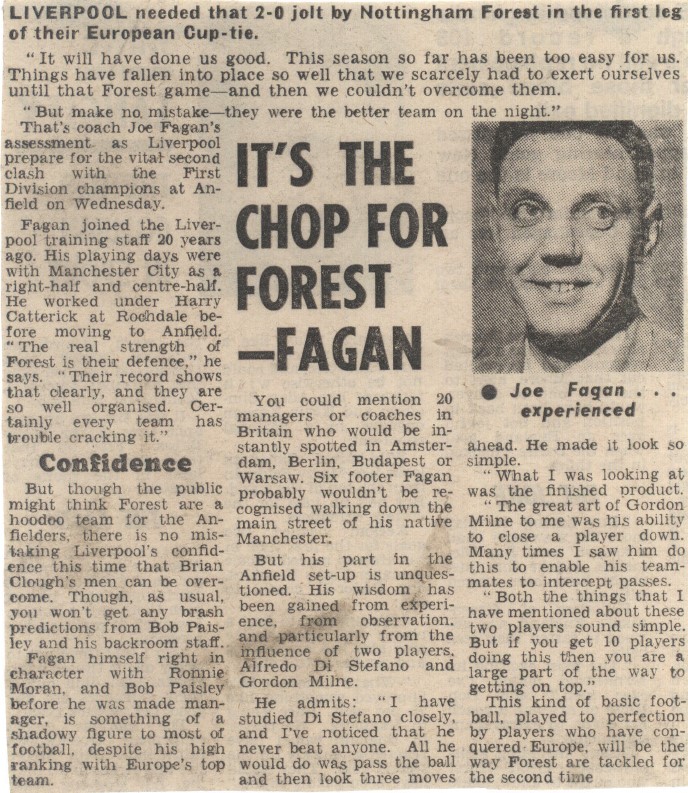 LIVERPOOL needed that 2-0 jolt by Nottingham Forest in the first leg
of their European Cup-tie.
"It will have done us good. This season so far has been too easy for us.
Things have fallen into place so well that we scarcely had to exert ourselves
until that Forest game—and then we couldn't overcome them.
"But make no mistake—they were the better team on the night."
That's coach Joe Fagan's
assessment as Liverpool
prepare for the vital second
clash with the First
Division champions at An-
field on Wednesday.
Fagan joined the Liver-
pool training staff 20 years
ago. His playing days were
with Manchester City as a
right-half and centre-half.
He worked under Harry
Catterick at Rochdale be-
fore moving to Anfield.
"The real strength of
Forest is their defence," he
says. "Their record shows
that clearly, and they are
so well organised. Cer-
tainly every team has
trouble cracking it."
Confidence
But though the public
might think Forest are a
hoodoo team for the An-
fielders, there is no mis-
taking Liverpool's confid-
ence this time that Brian
Clough's men can be over-
come. Though, as usual,
you won't get any brash
predictions from Bob Pais-
ley and his backroom staff.
Fagan himself right in
character with Ronnie
Moran, and Bob Paisley
before he was made man-
ager, is something of a
shadowy figure to most of
football, despite his high
ranking with Europe's top
team.
IT'S THE
CHOP FOR
FOREST
—FAGAN
You could mention 20
managers or coaches in
Britain who would be in-
stantly spotted in Amster-
dam, Berlin, Budapest or
Warsaw. Six footer Fagan
probably wouldn't be re-
cognised walking down the
main street of his native
Manchester.
But his part in the
Anfield set-up is unques-
tioned. His wisdom has
been gained from experi-
ence, from observation,
and particularly from the
influence of two players,
Alfredo Di Stefano and
Gordon Milne.
He admits: "I have
studied Di Stefano closely,
and I've noticed that he
never beat anyone. All he
would do was pass the ball
and then look three moves
● Joe Fagan . . .
experienced
ahead. He made it look so
simple.
"What I was looking at
was the finished product.
"The great art of Gordon
Milne to me was his ability
to close a player down.
Many times I saw him do
this to enable his team-
mates to intercept passes.
"Both the things that I
have mentioned about these
two players sound simple.
But if you get 10 players
doing this then you are a
large part of the way to
getting on top."
This kind of basic foot-
ball, played to perfection
by players who have con-
quered Europe, will be the
way Forest are tackled for
the second time